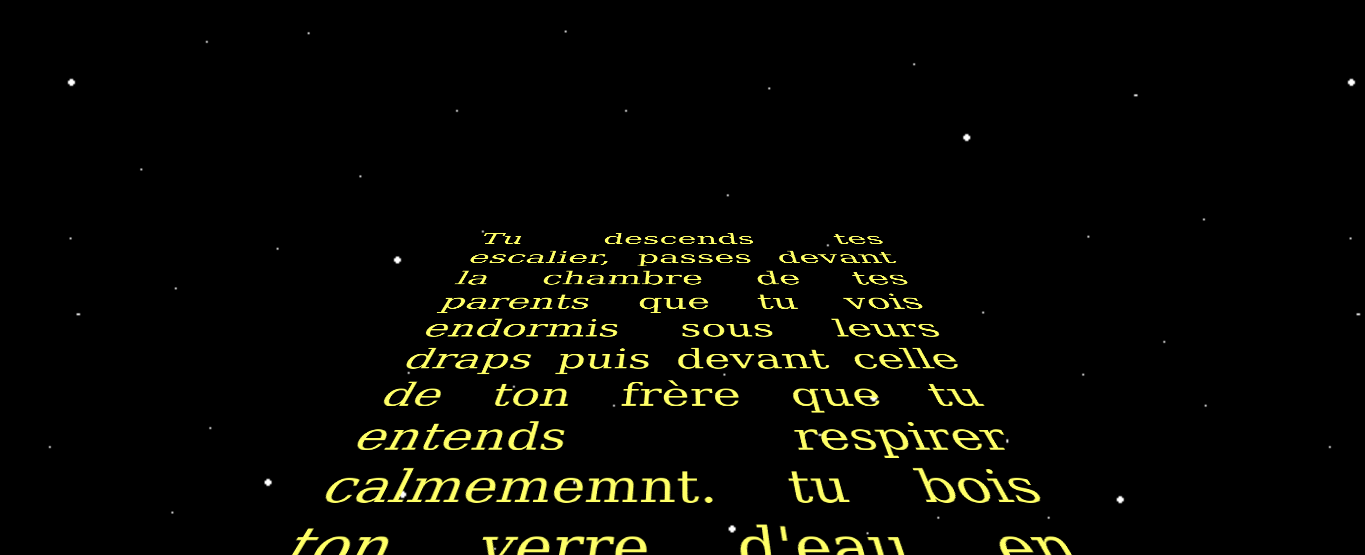 Tu descends tes
escalier, passes devant
la chambre de tes
parents que tu vois
endormis sous leurs
draps puis devant celle
de ton frère que tu
entends respirer
calmememnt. tu bois
ton verre d'eau en